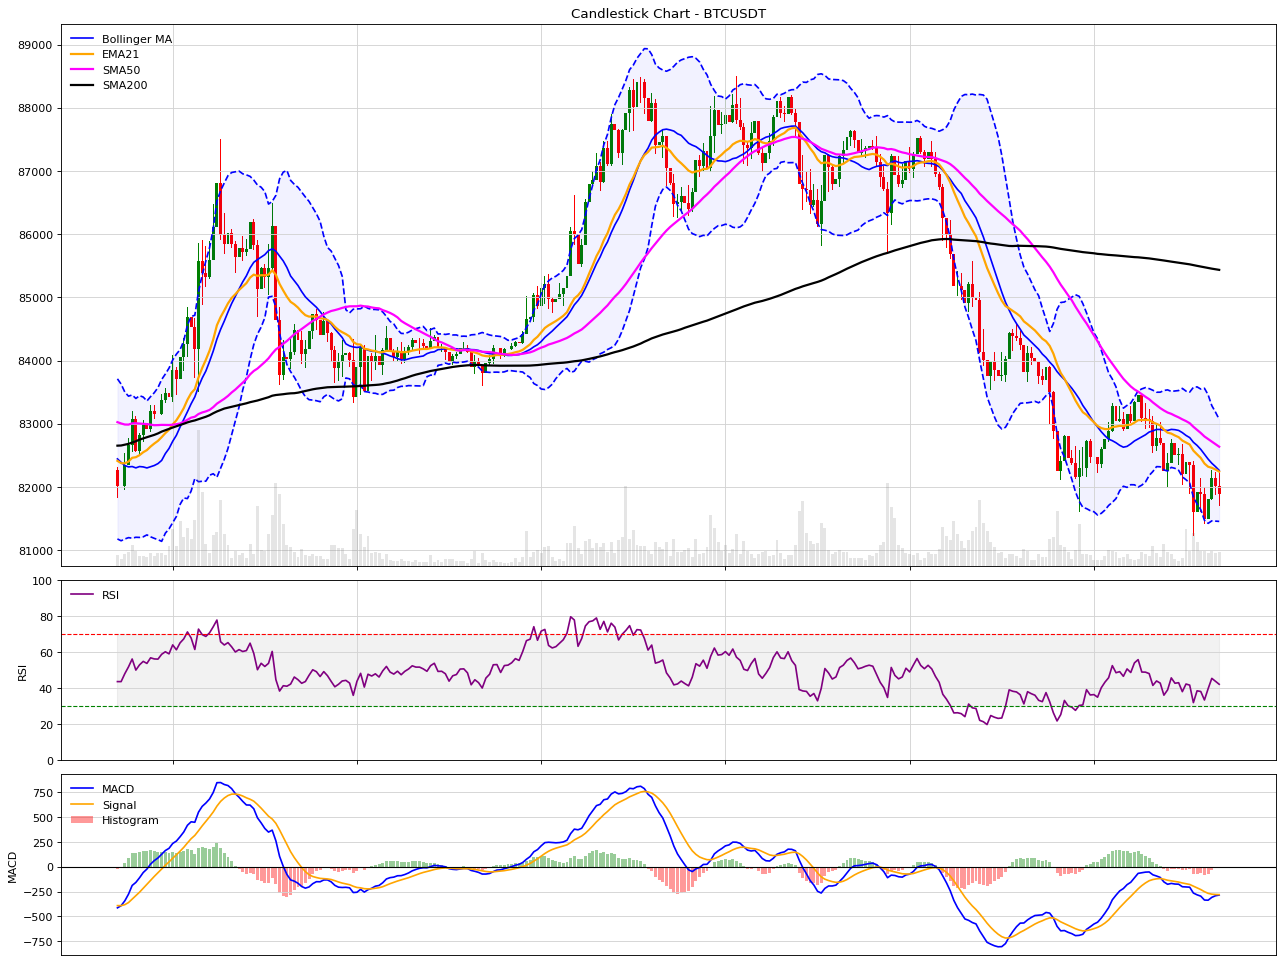 Candlestick Chart - BTCUSDT
Bollinger MA
EMA21
SMA50
SMA200
89000
88000
87000
86000
85000
84000
83000
82000
81000
RSI
100
80
60
40
20
0
RSI
MACD
Signal
Histogram
750
500
250
0
−250
−500
−750
MACD